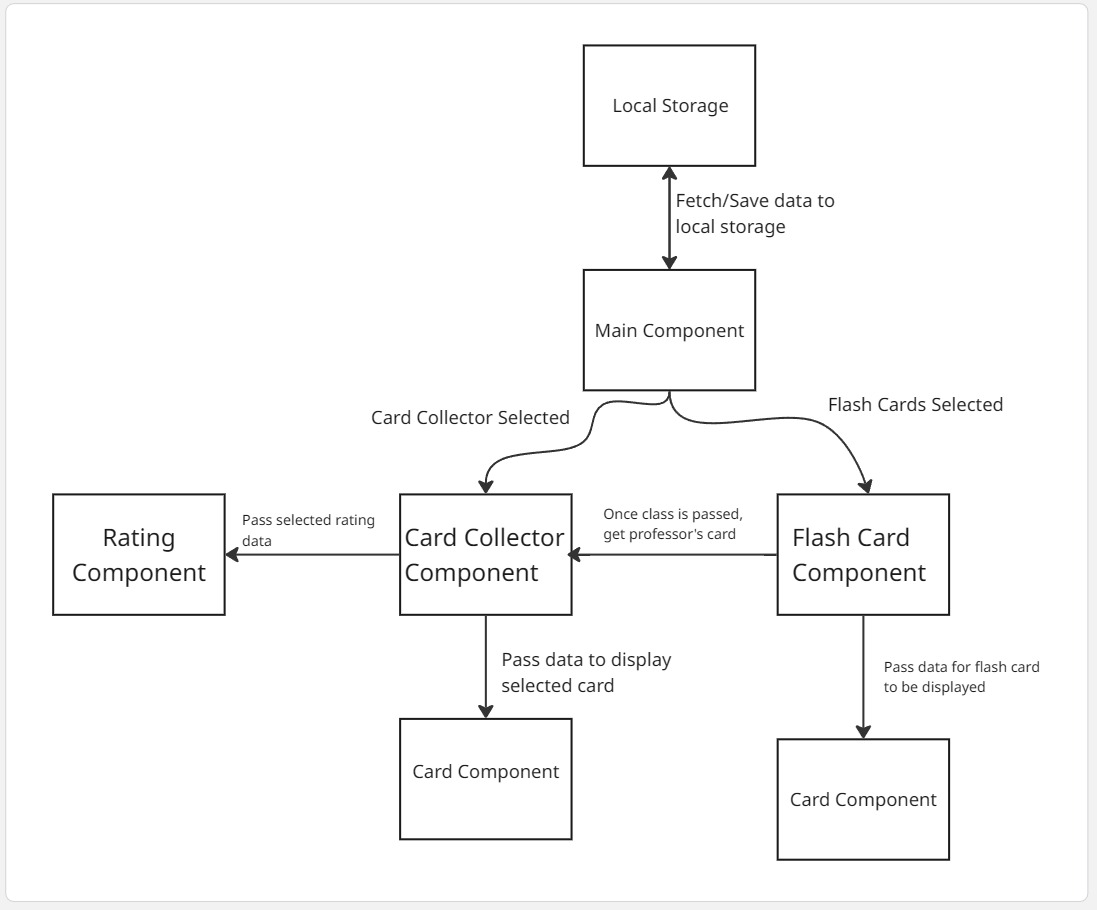 Local Storage
Fetch/Save data to
local storage
Main Component
Card Collector Selected
Flash Cards Selected
Rating
Component
Pass selected rating
data
Card Collector
Component
Once class is passed,
get professor's card
Flash Card
Component
Pass data to display
selected card
Pass data for flash card
to be displayed
Card Component
Card Component